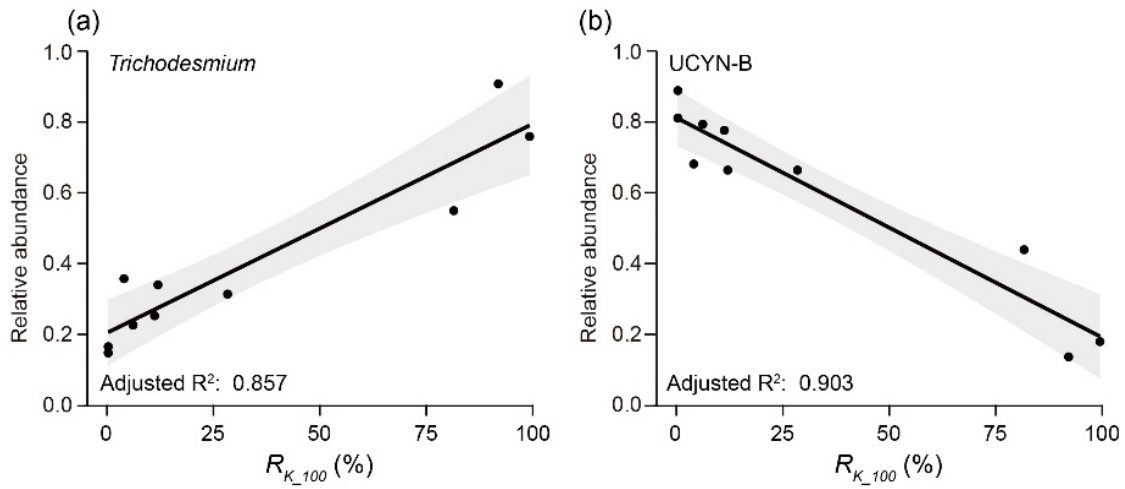 (a)
Trichodesmium
1.0
0.8
0.6
0.4
0.2
0.0
Relative abundance
Adjusted R²: 0.857
0 25 50 75 100
R_K_100 (%)
(b)
UCYN-B
1.0
0.8
0.6
0.4
0.2
0.0
Relative abundance
Adjusted R²: 0.903
0 25 50 75 100
R_K_100 (%)